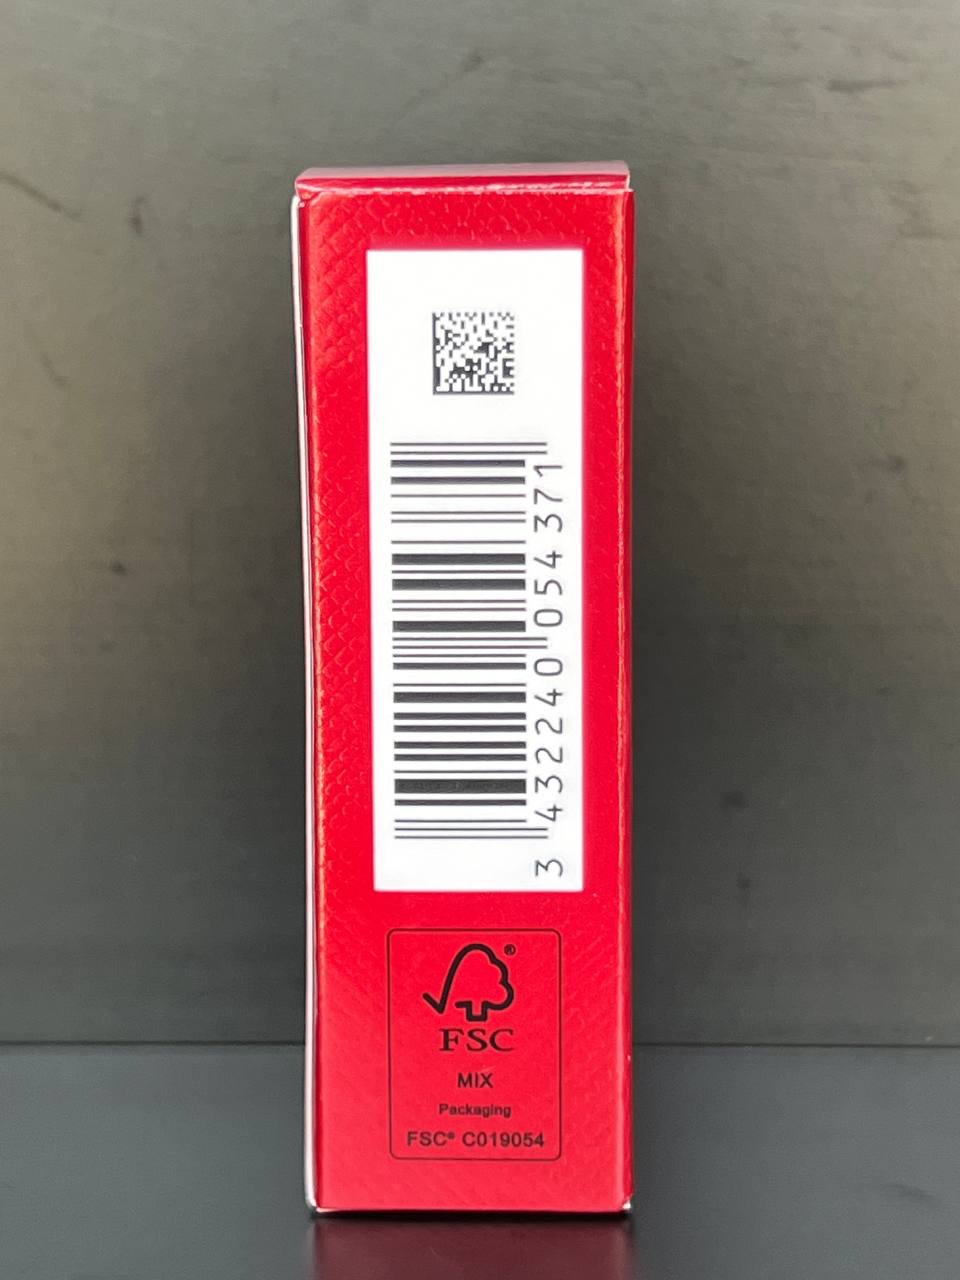 3 432240 054371
®
FSC
MIX
Packaging
FSC® C019054